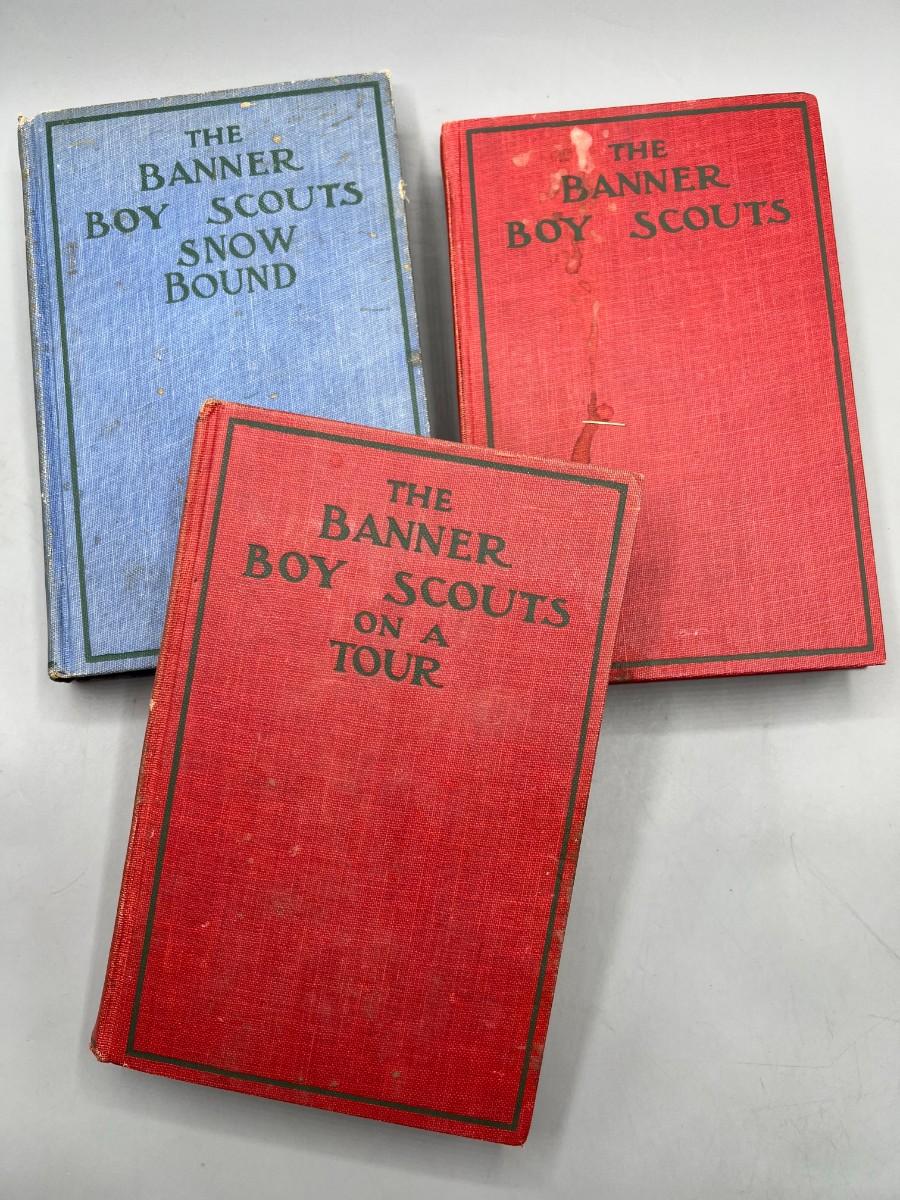 THE
BANNER
BOY SCOUTS
SNOW
BOUND
THE
BANNER
BOY SCOUTS
THE
BANNER
BOY SCOUTS
ON A
TOUR